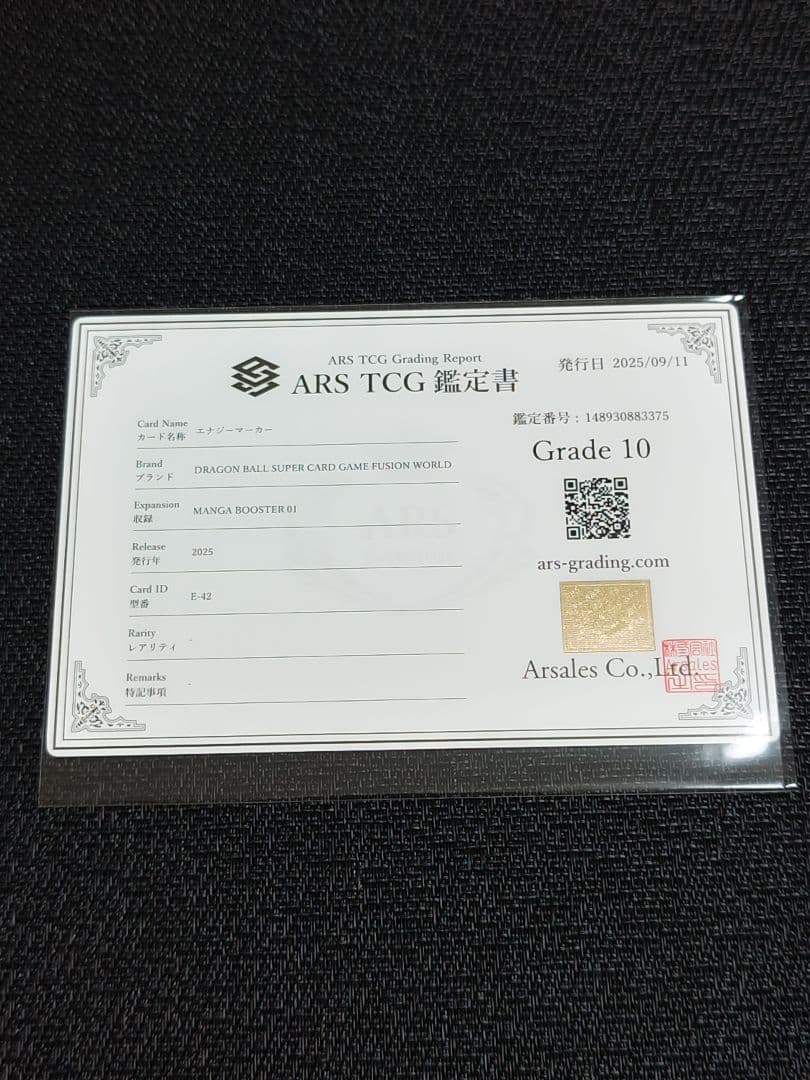 ARS TCG Grading Report
ARS TCG 鑑定書
発行日 2025/09/11
鑑定番号：148930883375
Grade 10
ars-grading.com
Arsales Co.,Ltd.
Card Name
カード名称 エナジーマーカー
Brand
ブランド DRAGON BALL SUPER CARD GAME FUSION WORLD
Expansion
収録 MANGA BOOSTER 01
Release
発行年 2025
Card ID
型番 E-42
Rarity
レアリティ -
Remarks
特記事項 -
Arsales